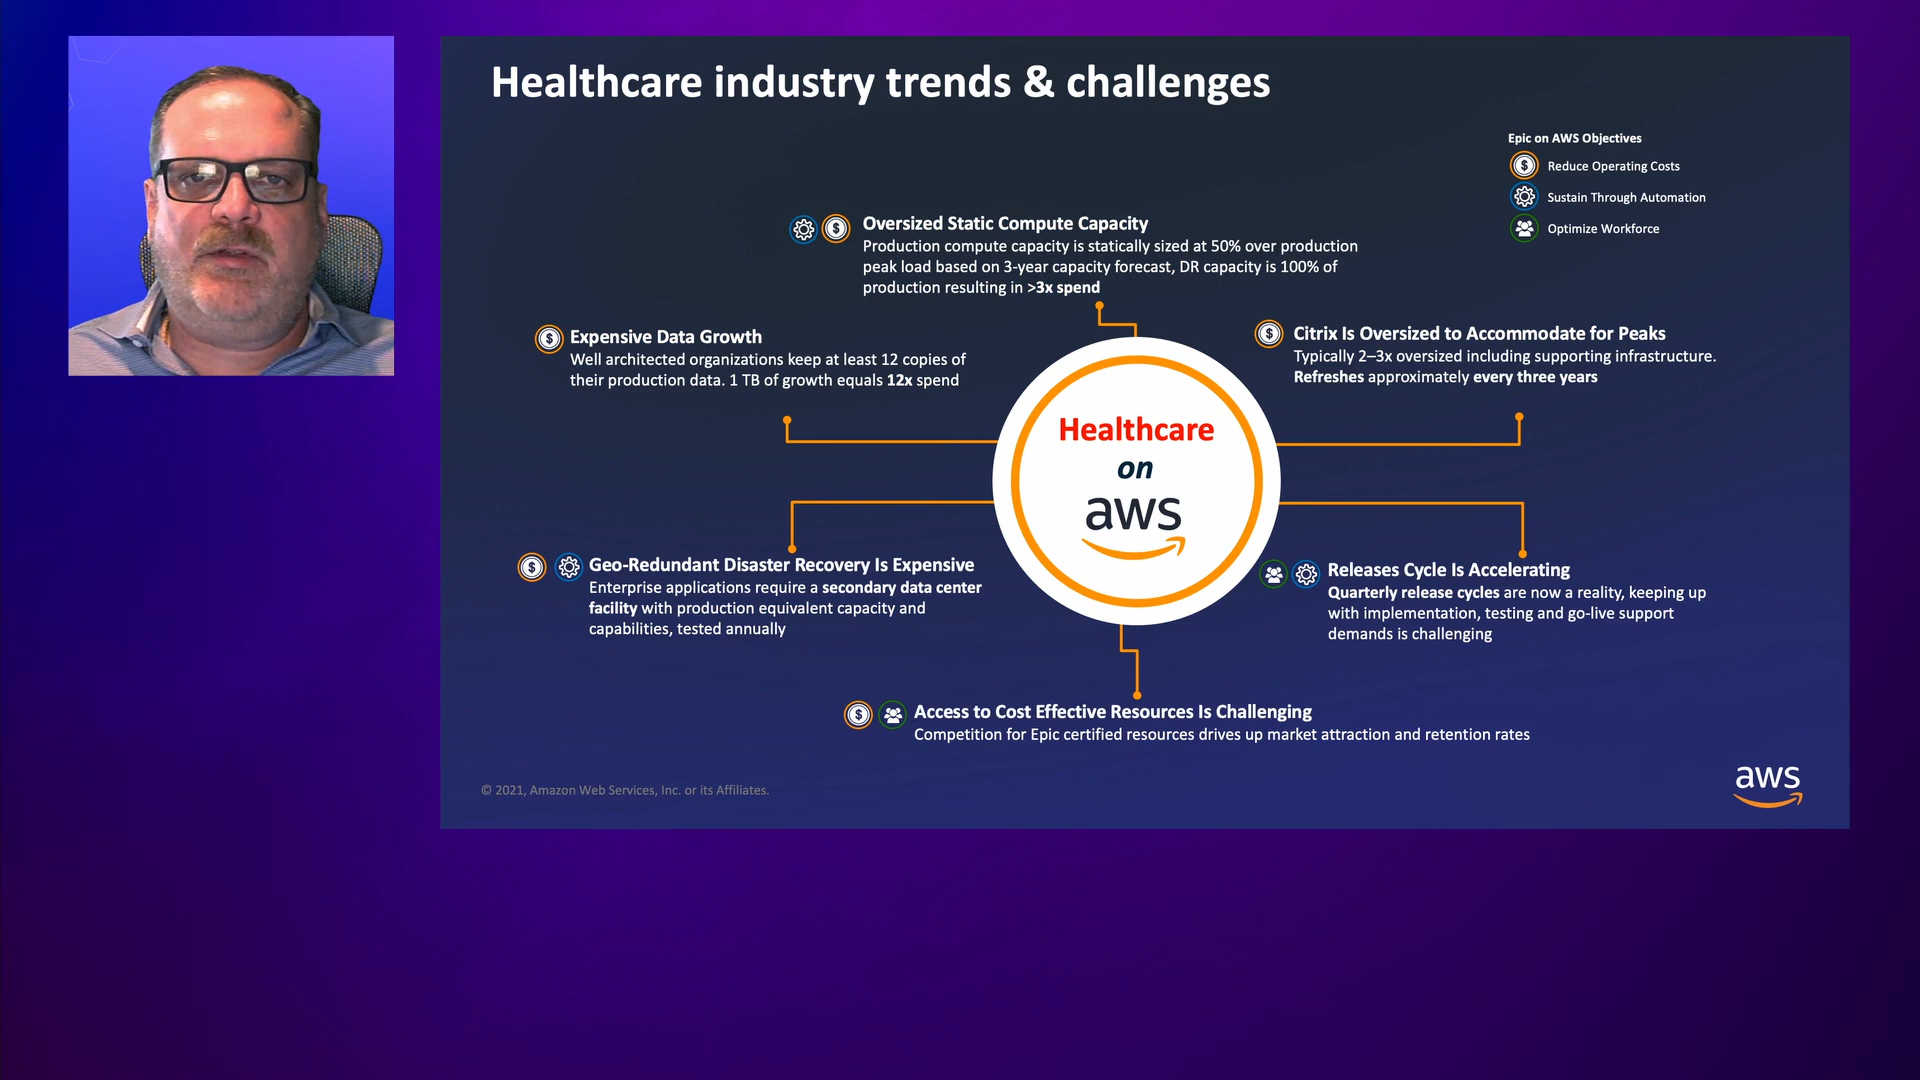 Healthcare industry trends & challenges
Epic on AWS Objectives
Reduce Operating Costs
Sustain Through Automation
Optimize Workforce
Oversized Static Compute Capacity
Production compute capacity is statically sized at 50% over production
peak load based on 3-year capacity forecast, DR capacity is 100% of
production resulting in >3x spend
Expensive Data Growth
Well architected organizations keep at least 12 copies of
their production data. 1 TB of growth equals 12x spend
Citrix Is Oversized to Accommodate for Peaks
Typically 2–3x oversized including supporting infrastructure.
Refreshes approximately every three years
Healthcare
on
aws
Geo-Redundant Disaster Recovery Is Expensive
Enterprise applications require a secondary data center
facility with production equivalent capacity and
capabilities, tested annually
Releases Cycle Is Accelerating
Quarterly release cycles are now a reality, keeping up
with implementation, testing and go-live support
demands is challenging
Access to Cost Effective Resources Is Challenging
Competition for Epic certified resources drives up market attraction and retention rates
© 2021, Amazon Web Services, Inc. or its Affiliates.
aws